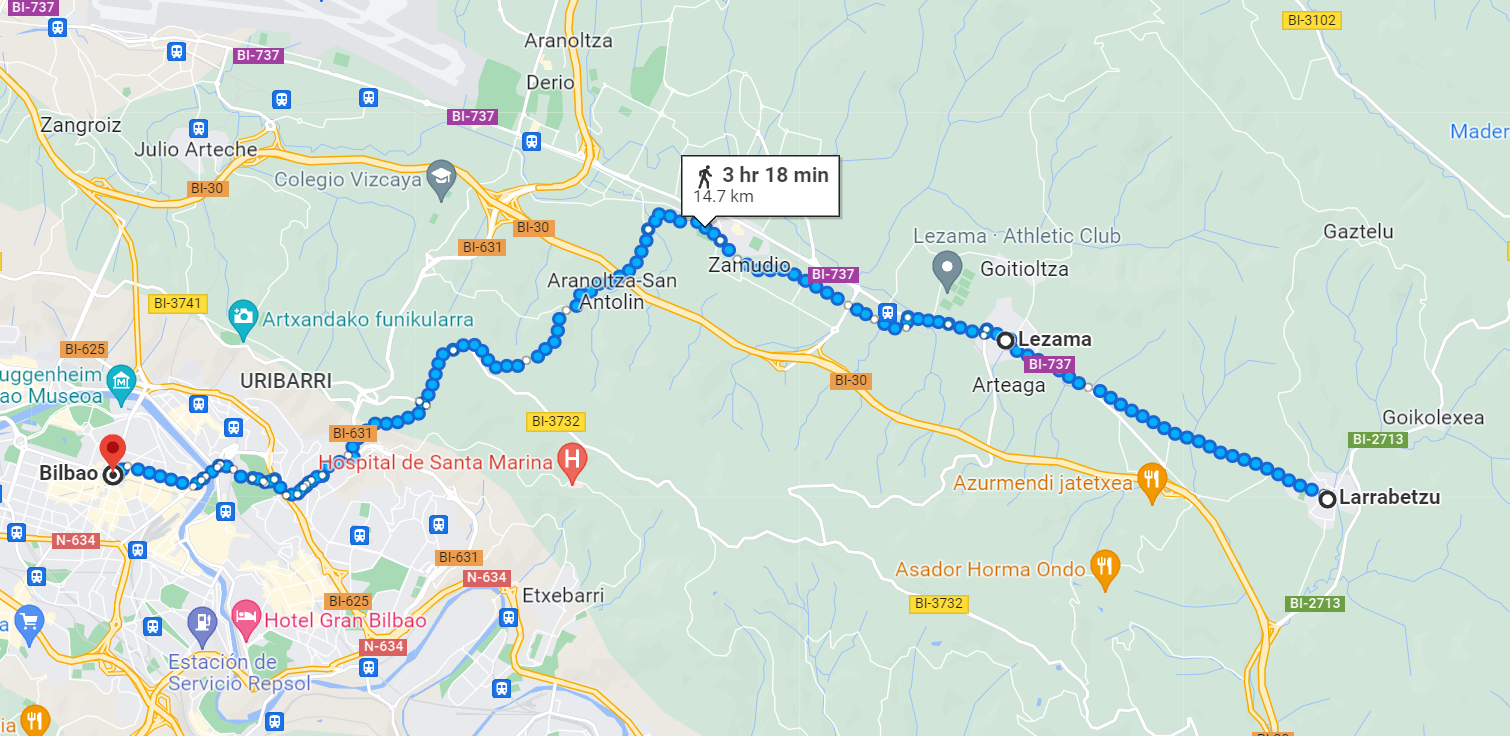 BI-737
Aranoltza
BI-3102
BI-737
Derio
BI-737
Zangroiz
Mader
Julio Arteche
Colegio Vizcaya
3 hr 18 min
14.7 km
BI-30
BI-30
BI-631
Lezama · Athletic Club
Gaztelu
Zamudio
BI-737
Goitioltza
Aranoltza-San
Antolin
BI-3741
Artxandako funikularra
Lezama
BI-625
BI-737
uggenheim
ao Museoa
URIBARRI
BI-30
Arteaga
BI-3732
Goikolexea
BI-631
BI-2713
Bilbao
Hospital de Santa Marina
H
Azurmendi jatetxea
Larrabetzu
N-634
BI-631
N-634
Asador Horma Ondo
Etxebarri
BI-625
BI-3732
BI-2713
a
Hotel Gran Bilbao
N-634
Estación de
Servicio Repsol
ia